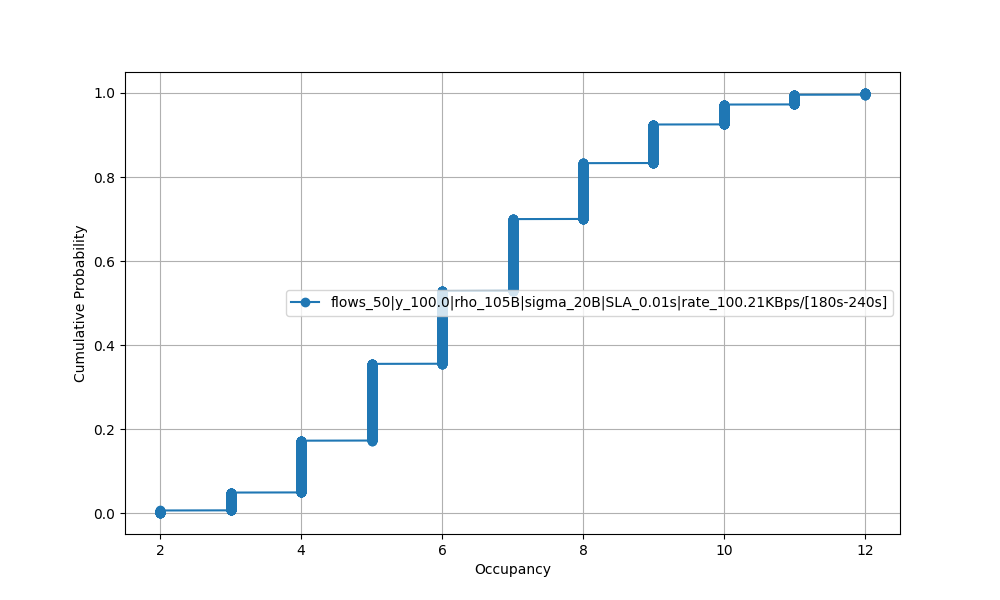 1.0
0.8
0.6
0.4
0.2
0.0
Cumulative Probability
flows_50|y_100.0|rho_105B|sigma_20B|SLA_0.01s|rate_100.21KBps/[180s-240s]
2 4 6 8 10 12
Occupancy